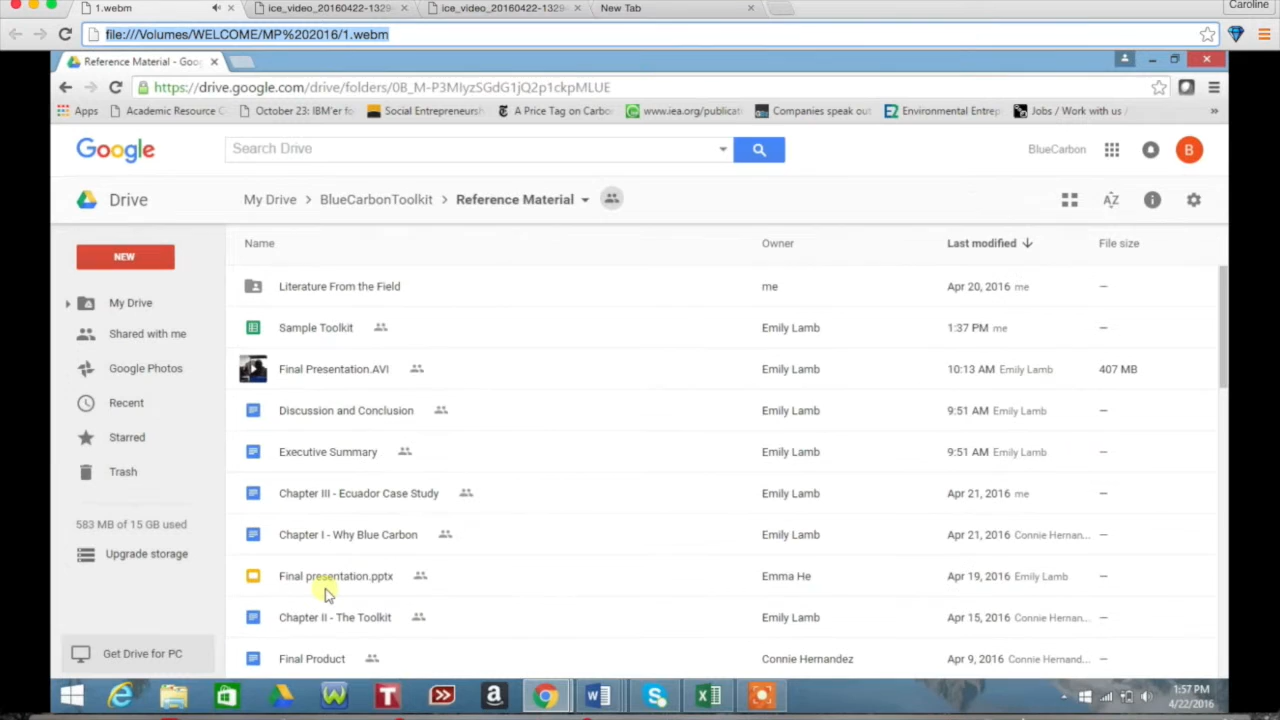 1.webm
ice_video_20160422-1329
ice_video_20160422-1329
New Tab
Caroline
file:///Volumes/WELCOME/MP%202016/1.webm
Reference Material - Goo
https://drive.google.com/drive/folders/0B_M-P3MIyzSGdG1jQ2p1ckpMLUE
Apps Academic Resource C October 23: IBM'er fo Social Entrepreneursh A Price Tag on Carbo www.iea.org/publicati Companies speak out Environmental Entrep Jobs / Work with us / »
Google
Search Drive
BlueCarbon
B
Drive
My Drive > BlueCarbonToolkit > Reference Material
AZ
NEW
My Drive
Shared with me
Google Photos
Recent
Starred
Trash
583 MB of 15 GB used
Upgrade storage
Get Drive for PC
Name Owner Last modified File size
Literature From the Field me Apr 20, 2016 me –
Sample Toolkit Emily Lamb 1:37 PM me –
Final Presentation.AVI Emily Lamb 10:13 AM Emily Lamb 407 MB
Discussion and Conclusion Emily Lamb 9:51 AM Emily Lamb –
Executive Summary Emily Lamb 9:51 AM Emily Lamb –
Chapter III - Ecuador Case Study Emily Lamb Apr 21, 2016 me –
Chapter I - Why Blue Carbon Emily Lamb Apr 21, 2016 Connie Hernan... –
Final presentation.pptx Emma He Apr 19, 2016 Emily Lamb –
Chapter II - The Toolkit Emily Lamb Apr 15, 2016 Connie Hernan... –
Final Product Connie Hernandez Apr 9, 2016 Connie Hernand... –
1:57 PM
4/22/2016